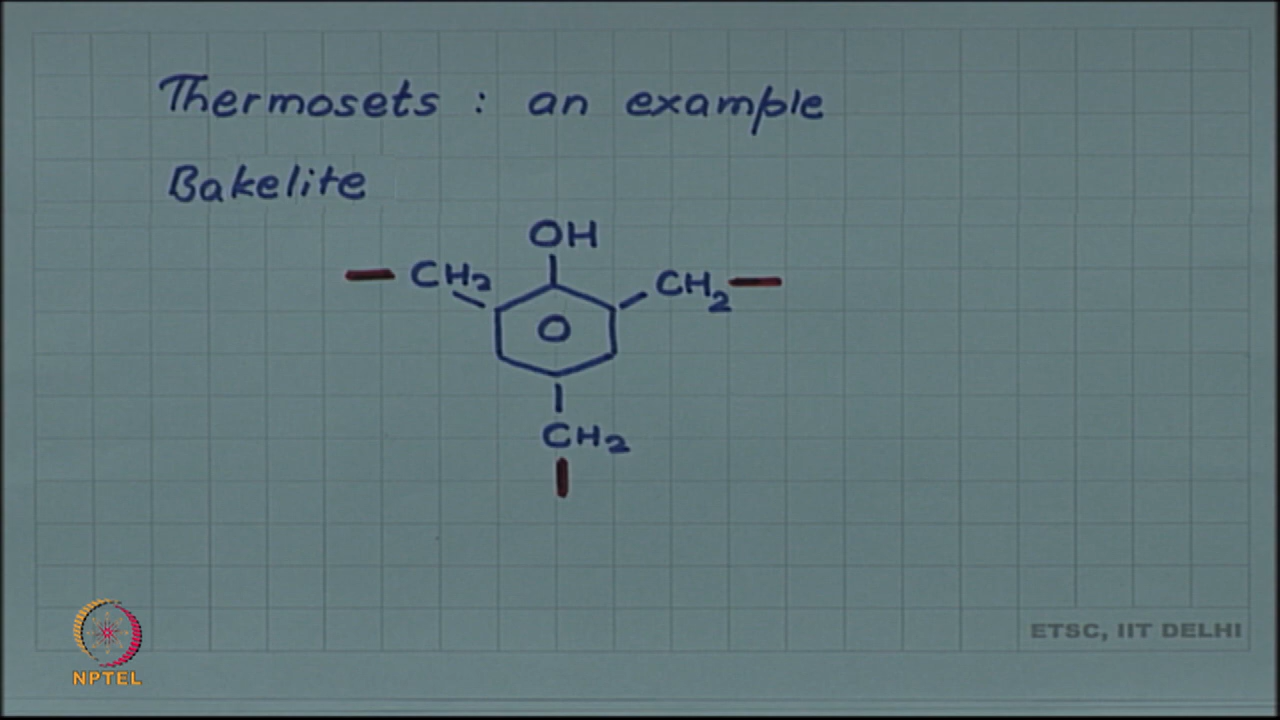 Thermosets : an example
Bakelite
OH
CH2
CH2
CH2
ETSC, IIT DELHI
NPTEL